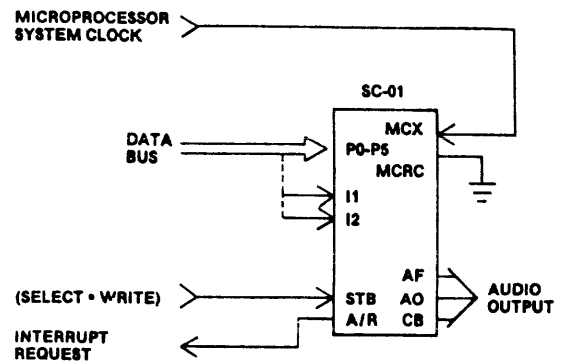 MICROPROCESSOR
SYSTEM CLOCK
SC-01
MCX
DATA
BUS
P0-P5
MCRC
I1
I2
AF
(SELECT • WRITE)
STB
AO
AUDIO
OUTPUT
A/R
CB
INTERRUPT
REQUEST